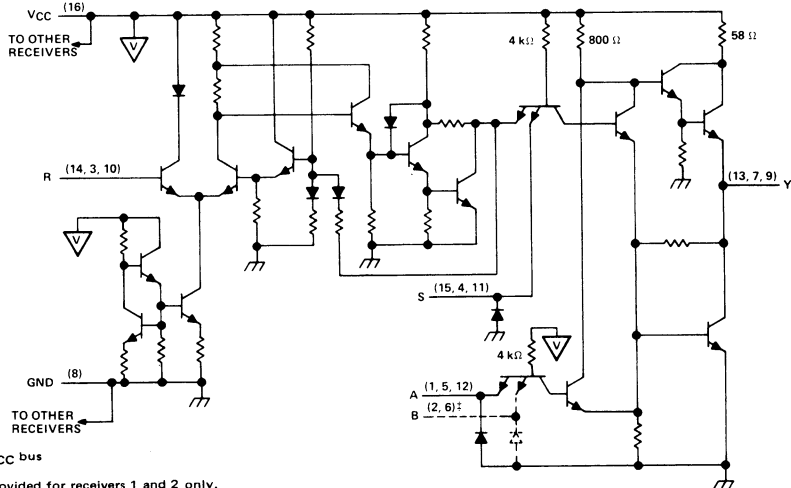 VCC (16)
TO OTHER
RECEIVERS
V
4 kΩ
800 Ω
58 Ω
R (14, 3, 10)
(13, 7, 9) Y
V
S (15, 4, 11)
4 kΩ
V
GND (8)
A (1, 5, 12)
B (2, 6)‡
TO OTHER
RECEIVERS
CC bus
ovided for receivers 1 and 2 only.